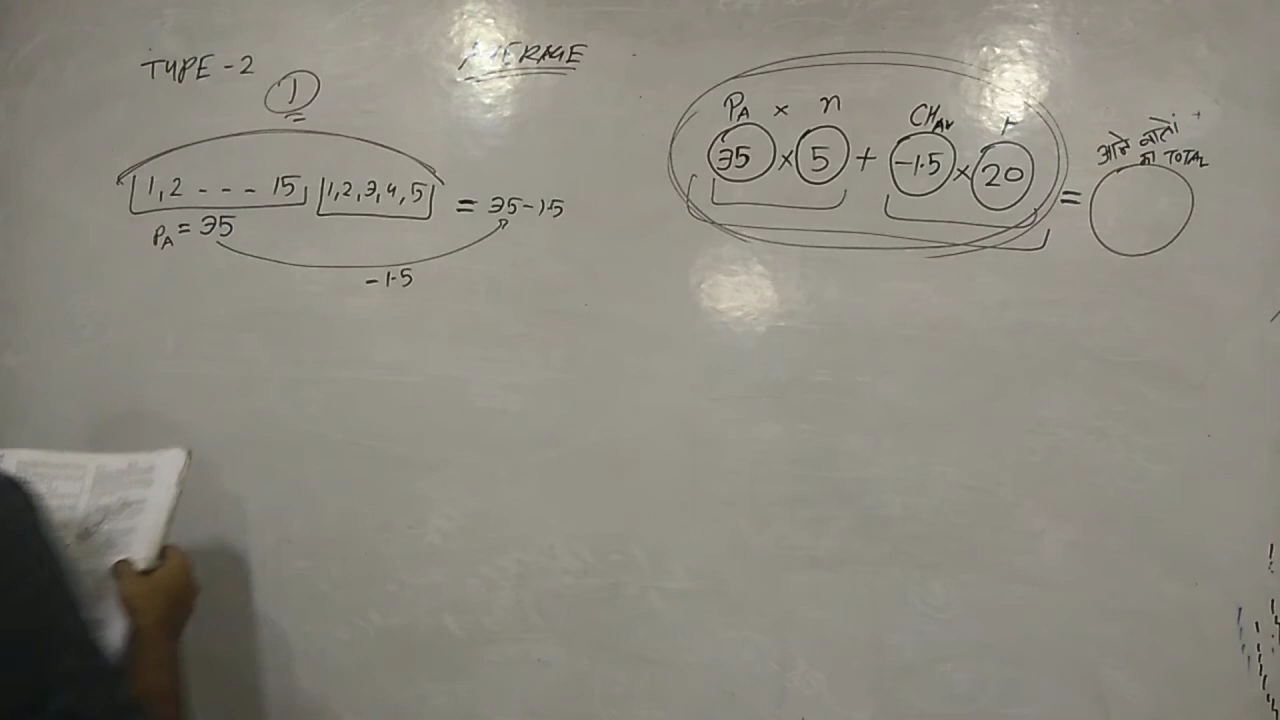 TYPE - 2
AVERAGE
1
1, 2 - - - 15 1, 2, 3, 4, 5 = 35-1.5
PA = 35
-1.5
PA × n CHAV
35 × 5 + -1.5 × 20 =
आने वालो
का TOTAL